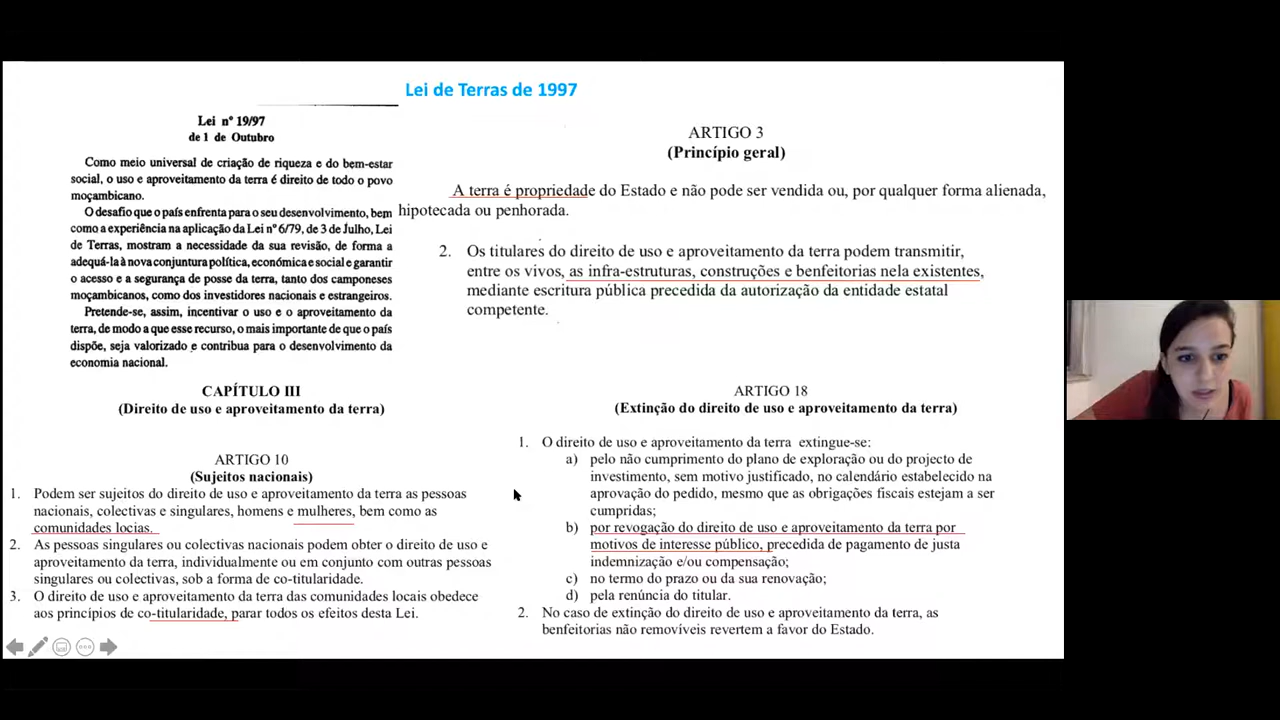 Lei de Terras de 1997
Lei nº 19/97
de 1 de Outubro
Como meio universal de criação de riqueza e do bem-estar
social, o uso e aproveitamento da terra é direito de todo o povo
moçambicano.
O desafio que o país enfrenta para o seu desenvolvimento, bem
como a experiência na aplicação da Lei nº 6/79, de 3 de Julho, Lei
de Terras, mostram a necessidade da sua revisão, de forma a
adequá-la à nova conjuntura política, económica e social e garantir
o acesso e a segurança de posse da terra, tanto dos camponeses
moçambicanos, como dos investidores nacionais e estrangeiros.
Pretende-se, assim, incentivar o uso e o aproveitamento da
terra, de modo a que esse recurso, o mais importante de que o país
dispõe, seja valorizado e contribua para o desenvolvimento da
economia nacional.
CAPÍTULO III
(Direito de uso e aproveitamento da terra)
ARTIGO 10
(Sujeitos nacionais)
1. Podem ser sujeitos do direito de uso e aproveitamento da terra as pessoas
nacionais, colectivas e singulares, homens e mulheres, bem como as
comunidades locias.
2. As pessoas singulares ou colectivas nacionais podem obter o direito de uso e
aproveitamento da terra, individualmente ou em conjunto com outras pessoas
singulares ou colectivas, sob a forma de co-titularidade.
3. O direito de uso e aproveitamento da terra das comunidades locais obedece
aos princípios de co-titularidade, parar todos os efeitos desta Lei.
ARTIGO 3
(Princípio geral)
A terra é propriedade do Estado e não pode ser vendida ou, por qualquer forma alienada,
hipotecada ou penhorada.
2. Os titulares do direito de uso e aproveitamento da terra podem transmitir,
entre os vivos, as infra-estruturas, construções e benfeitorias nela existentes,
mediante escritura pública precedida da autorização da entidade estatal
competente.
ARTIGO 18
(Extinção do direito de uso e aproveitamento da terra)
1. O direito de uso e aproveitamento da terra extingue-se:
a) pelo não cumprimento do plano de exploração ou do projecto de
investimento, sem motivo justificado, no calendário estabelecido na
aprovação do pedido, mesmo que as obrigações fiscais estejam a ser
cumpridas;
b) por revogação do direito de uso e aproveitamento da terra por
motivos de interesse público, precedida de pagamento de justa
indemnização e/ou compensação;
c) no termo do prazo ou da sua renovação;
d) pela renúncia do titular.
2. No caso de extinção do direito de uso e aproveitamento da terra, as
benfeitorias não removíveis revertem a favor do Estado.